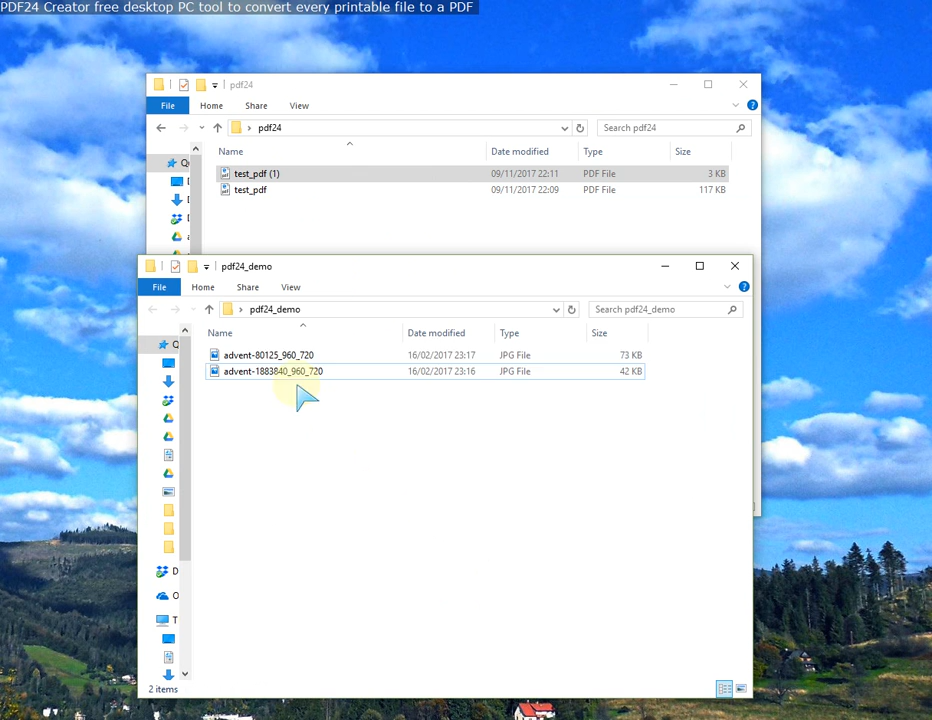 PDF24 Creator free desktop PC tool to convert every printable file to a PDF
pdf24
File Home Share View
pdf24
Search pdf24
Name Date modified Type Size
test_pdf (1) 09/11/2017 22:11 PDF File 3 KB
test_pdf 09/11/2017 22:09 PDF File 117 KB
pdf24_demo
File Home Share View
pdf24_demo
Search pdf24_demo
Name Date modified Type Size
advent-80125_960_720 16/02/2017 23:17 JPG File 73 KB
advent-1883840_960_720 16/02/2017 23:16 JPG File 42 KB
D
O
T
2 items